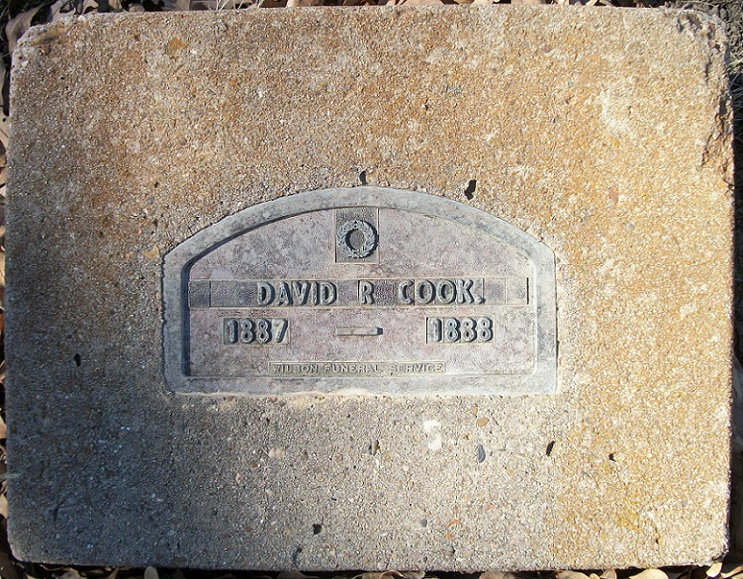 DAVID R COOK.
1887 — 1888
WILSON FUNERAL SERVICE